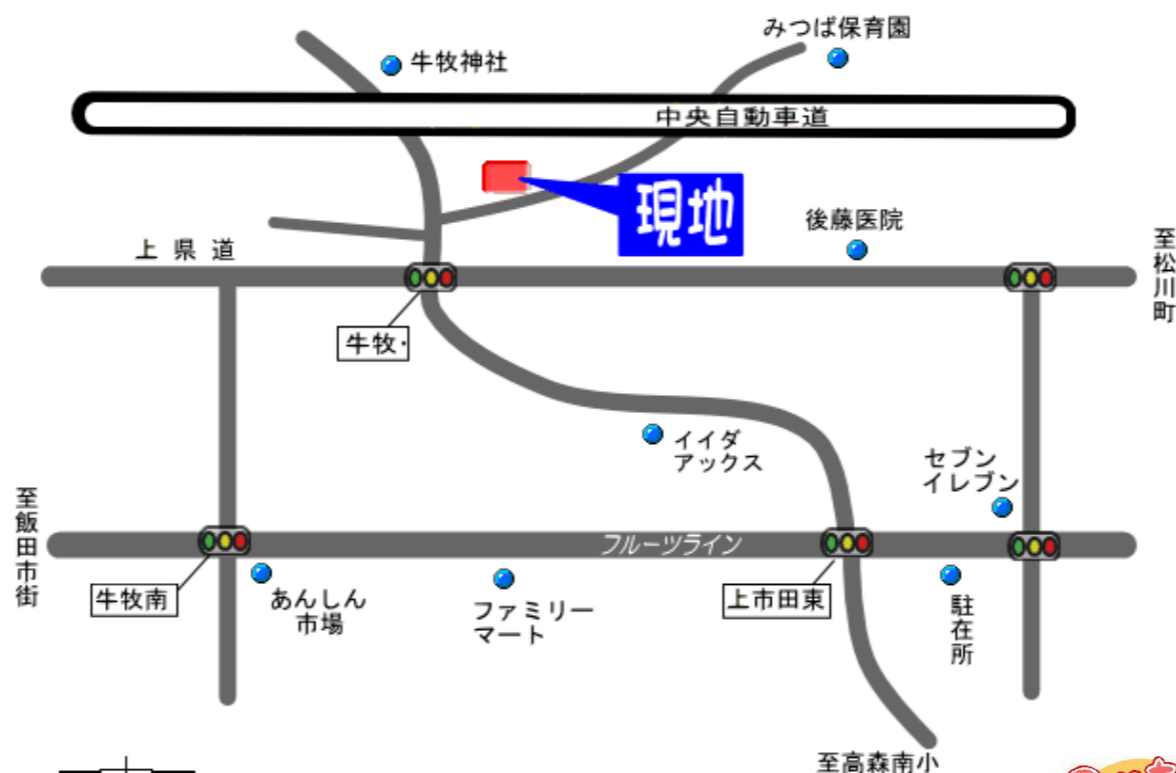 みつば保育園
牛牧神社
中央自動車道
現地
後藤医院
上県道
至松川町
牛牧・
イイダ
アックス
セブン
イレブン
至飯田市街
フルーツライン
牛牧南
あんしん
市場
ファミリー
マート
上市田東
駐在所
至高森南小